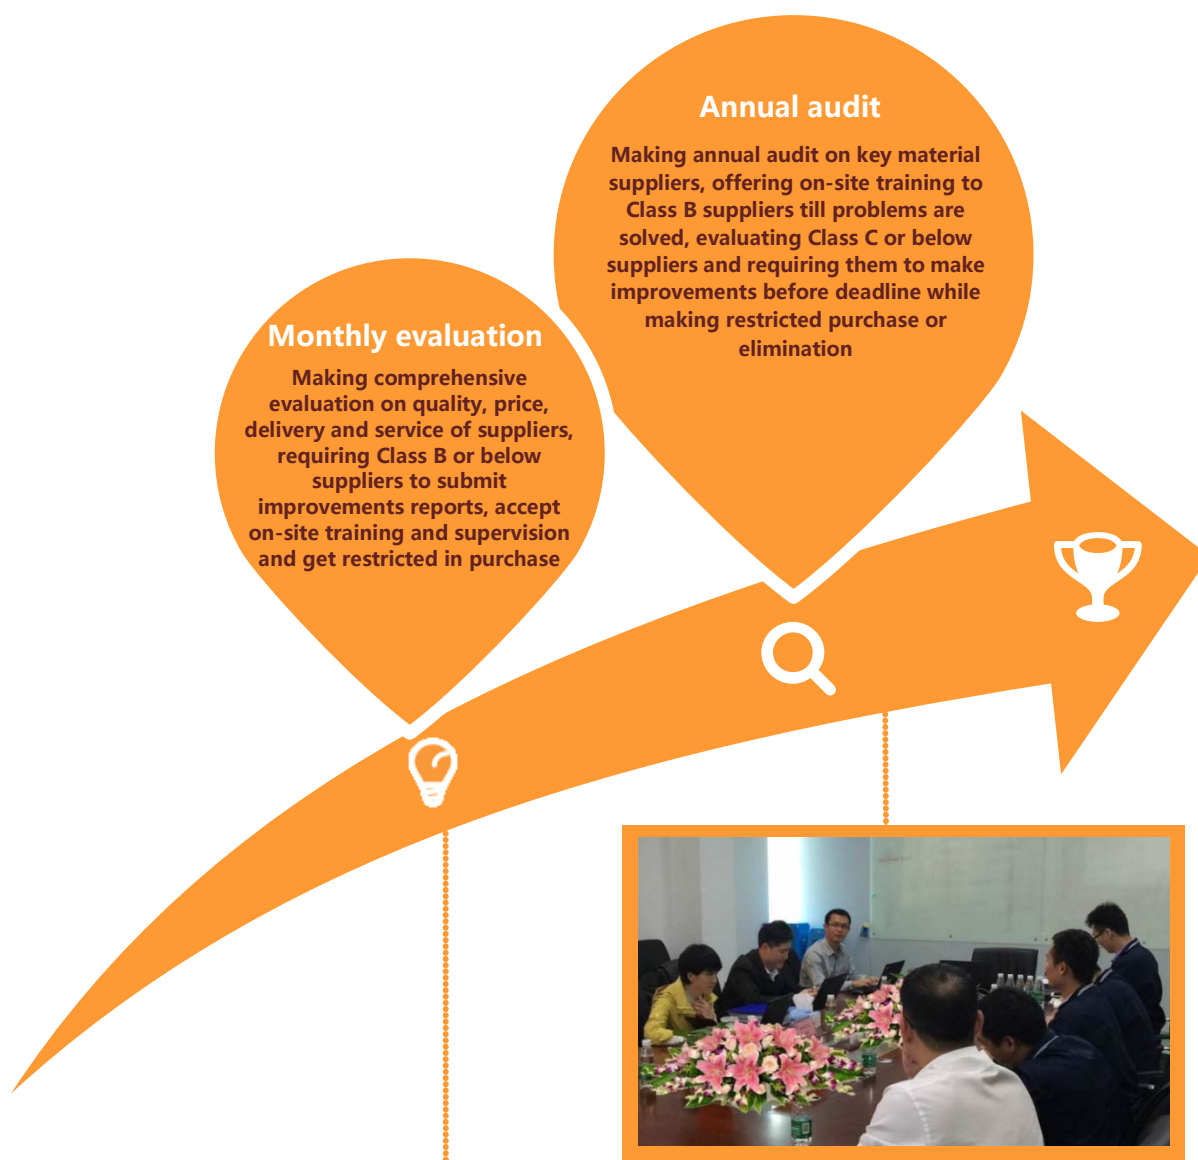 Annual audit
Making annual audit on key material
suppliers, offering on-site training to
Class B suppliers till problems are
solved, evaluating Class C or below
suppliers and requiring them to make
improvements before deadline while
making restricted purchase or
elimination
Monthly evaluation
Making comprehensive
evaluation on quality, price,
delivery and service of suppliers,
requiring Class B or below
suppliers to submit
improvements reports, accept
on-site training and supervision
and get restricted in purchase